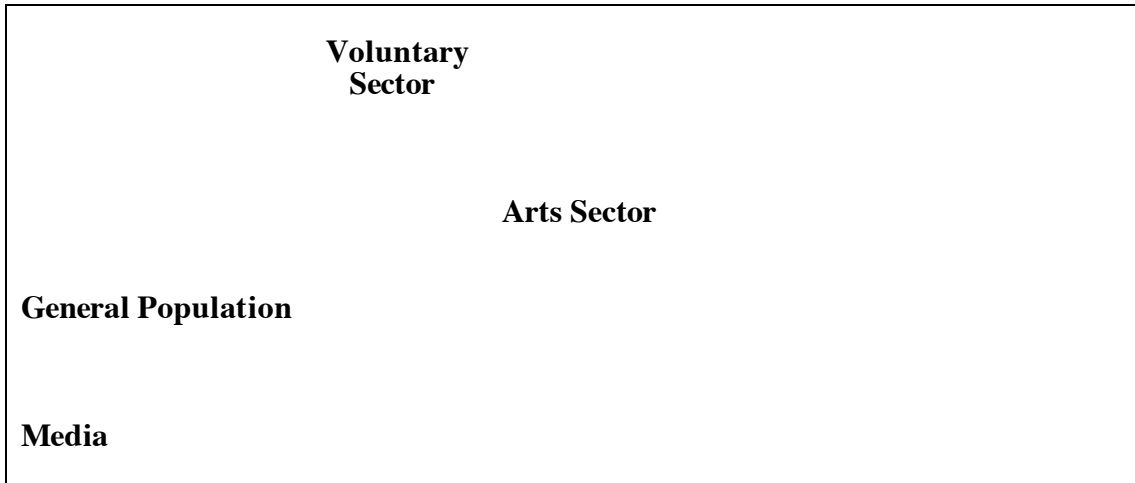 Voluntary
Sector
Arts Sector
General Population
Media